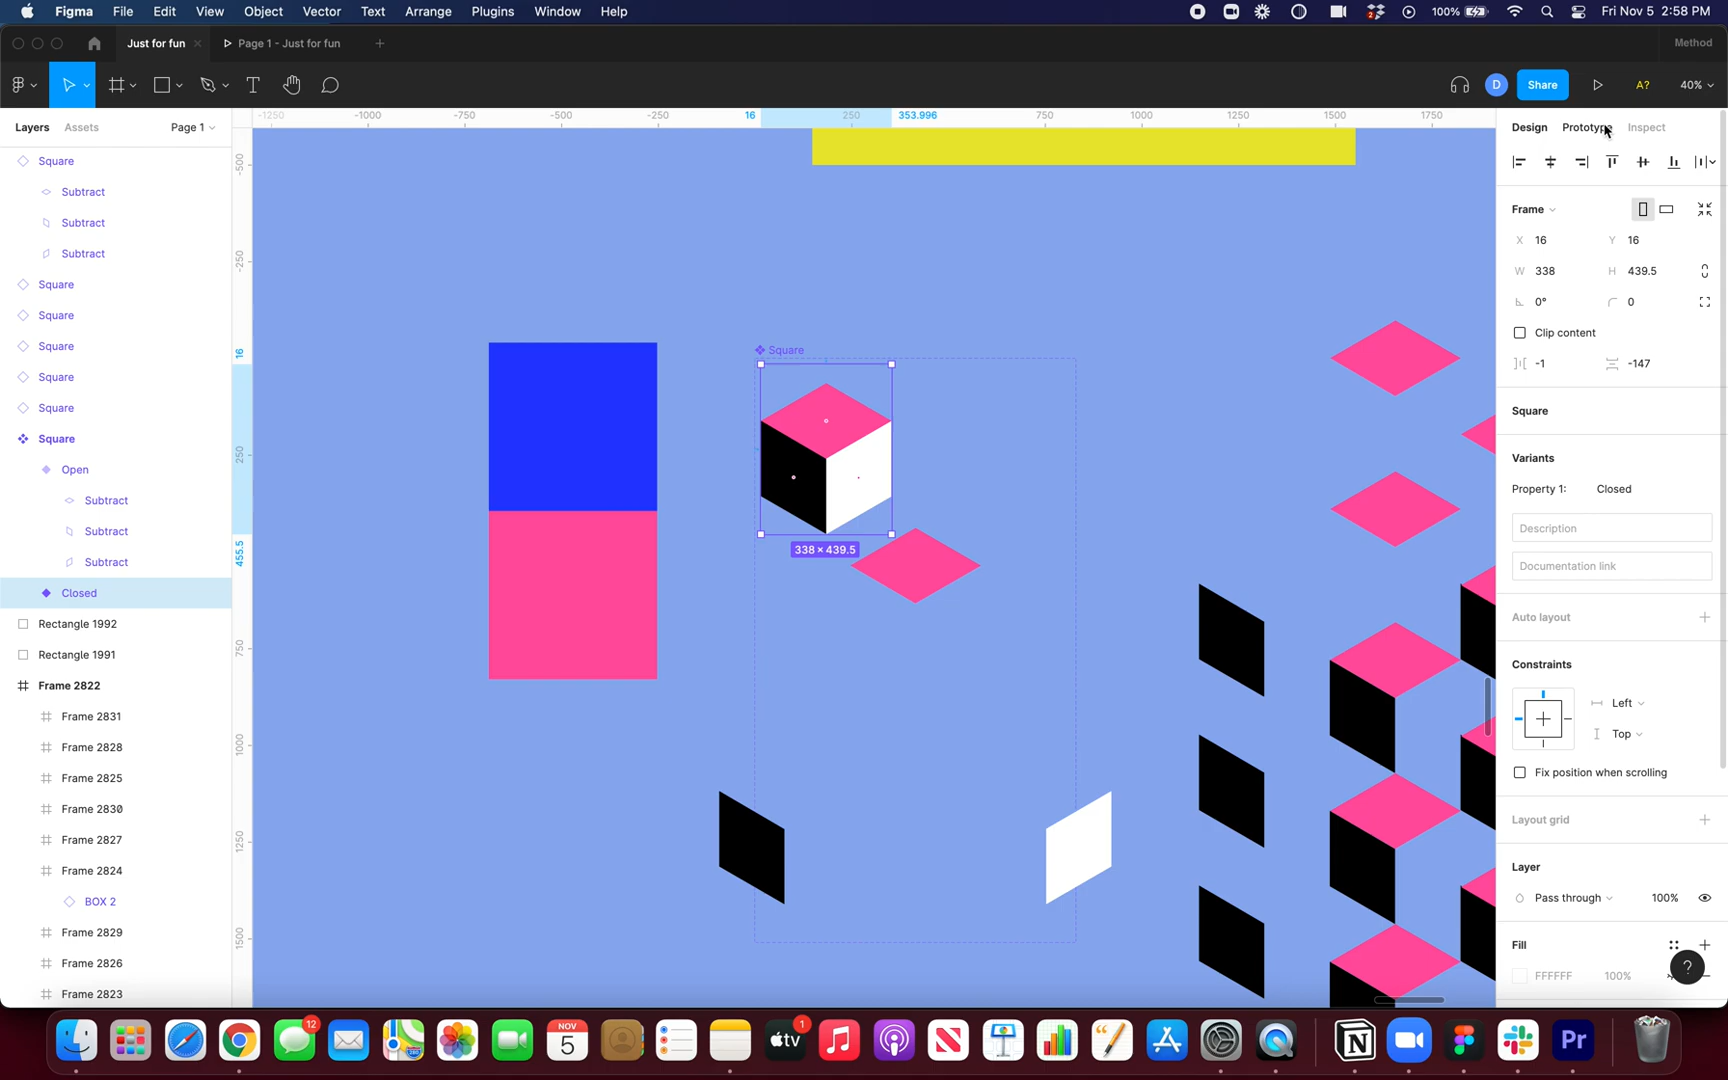 Figma File Edit View Object Vector Text Arrange Plugins Window Help
2 100% Fri Nov 5 2:58 PM
Just for fun Page 1 - Just for fun Method
Share A? 40%
D
Layers Assets Page 1
-1250 -1000 -750 -500 -250 16 250 353.996 750 1000 1250 1500 1750
-500
-250
16
250
455.5
750
1000
1250
1500
Square
Subtract
Subtract
Subtract
Square
Square
Square
Square
Square
Square
Open
Subtract
Subtract
Subtract
Closed
Rectangle 1992
Rectangle 1991
Frame 2822
Frame 2831
Frame 2828
Frame 2825
Frame 2830
Frame 2827
Frame 2824
BOX 2
Frame 2829
Frame 2826
Frame 2823
Square
338 × 439.5
Design Prototype Inspect
Frame
X 16 Y 16
W 338 H 439.5
0° 0
Clip content
-1 -147
Square
Variants
Property 1: Closed
Description
Documentation link
Auto layout
Constraints
Left
Top
Fix position when scrolling
Layout grid
Layer
Pass through 100%
Fill
FFFFFF 100%
?
12
NOV
5
tv
1
Pr